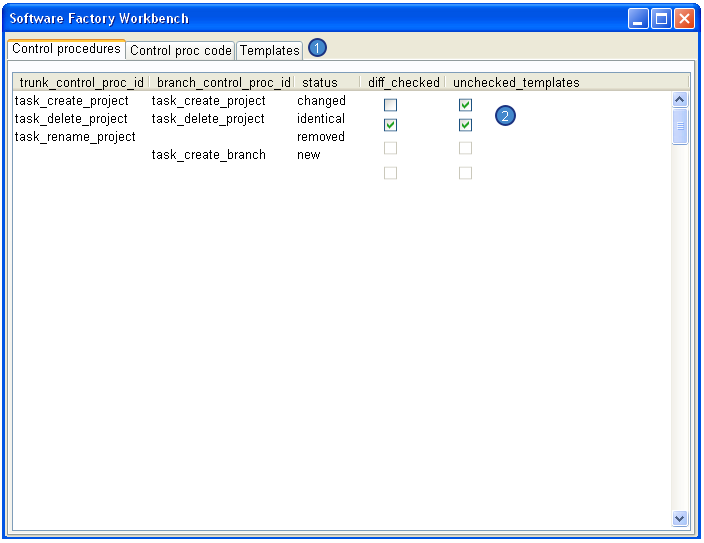 Software Factory Workbench
Control procedures Control proc code Templates 1
trunk_control_proc_id branch_control_proc_id status diff_checked unchecked_templates
task_create_project task_create_project changed
task_delete_project task_delete_project identical 2
task_rename_project removed
task_create_branch new